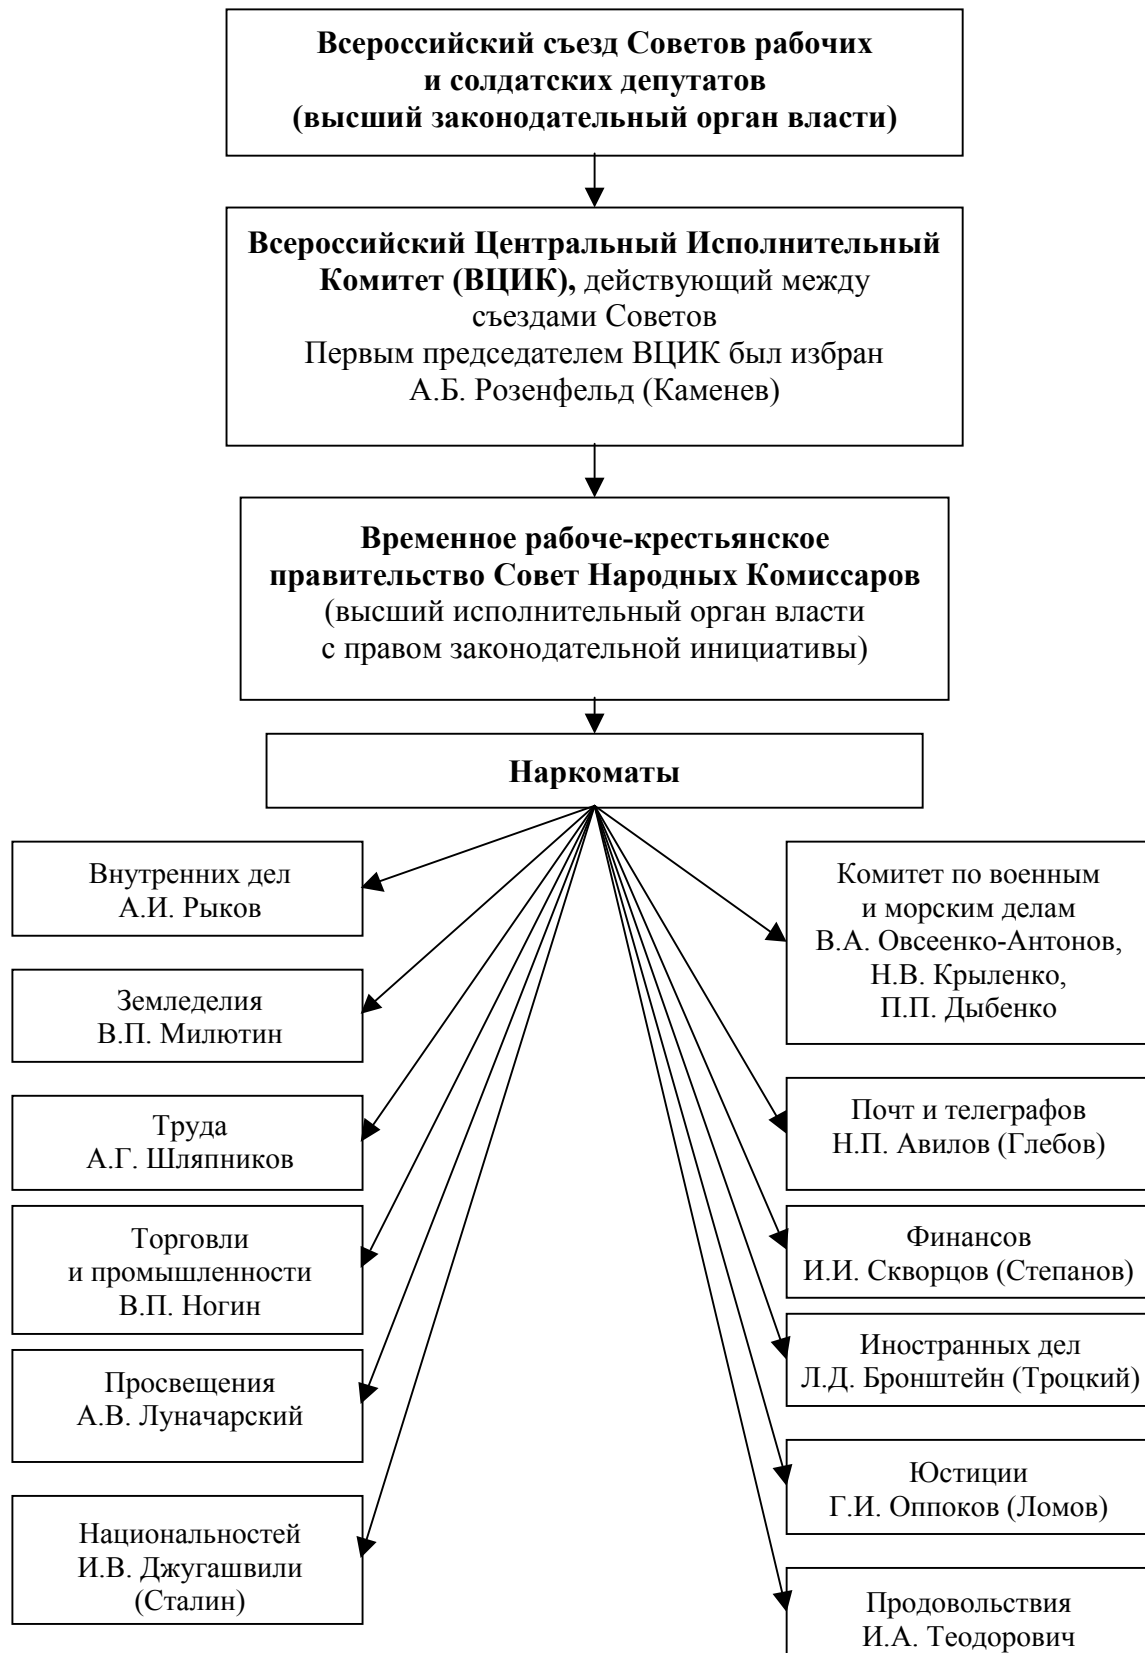 Всероссийский съезд Советов рабочих
и солдатских депутатов
(высший законодательный орган власти)
Всероссийский Центральный Исполнительный
Комитет (ВЦИК), действующий между
съездами Советов
Первым председателем ВЦИК был избран
А.Б. Розенфельд (Каменев)
Временное рабоче-крестьянское
правительство Совет Народных Комиссаров
(высший исполнительный орган власти
с правом законодательной инициативы)
Наркоматы
Внутренних дел
А.И. Рыков
Земледелия
В.П. Милютин
Труда
А.Г. Шляпников
Торговли
и промышленности
В.П. Ногин
Просвещения
А.В. Луначарский
Национальностей
И.В. Джугашвили
(Сталин)
Комитет по военным
и морским делам
В.А. Овсеенко-Антонов,
Н.В. Крыленко,
П.П. Дыбенко
Почт и телеграфов
Н.П. Авилов (Глебов)
Финансов
И.И. Скворцов (Степанов)
Иностранных дел
Л.Д. Бронштейн (Троцкий)
Юстиции
Г.И. Оппоков (Ломов)
Продовольствия
И.А. Теодорович